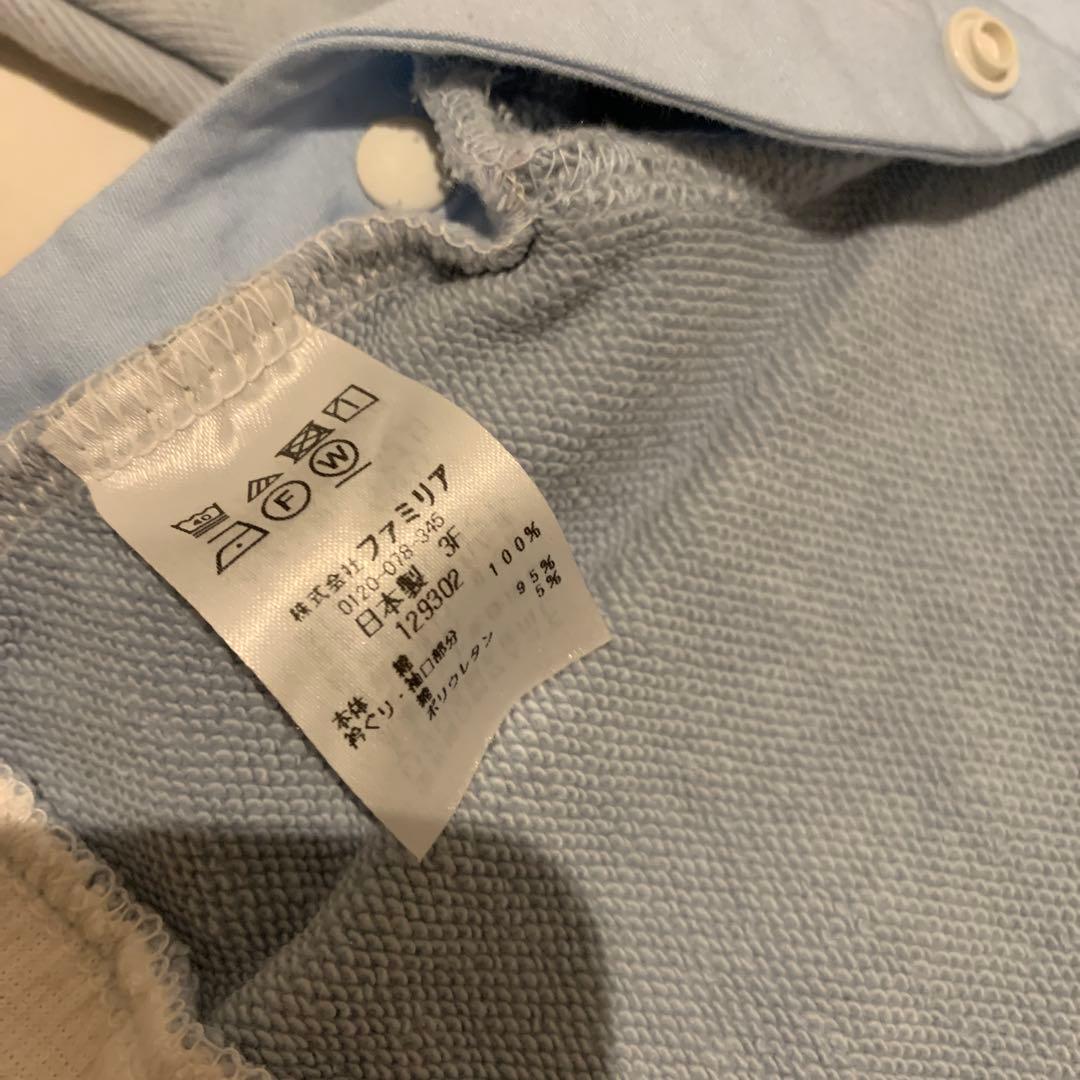 40
F W
株式会社 ファミリア
0120-078-345
日本製 3F
129302
本体 綿 100%
衿ぐり・袖口部分
綿 95%
ポリウレタン 5%